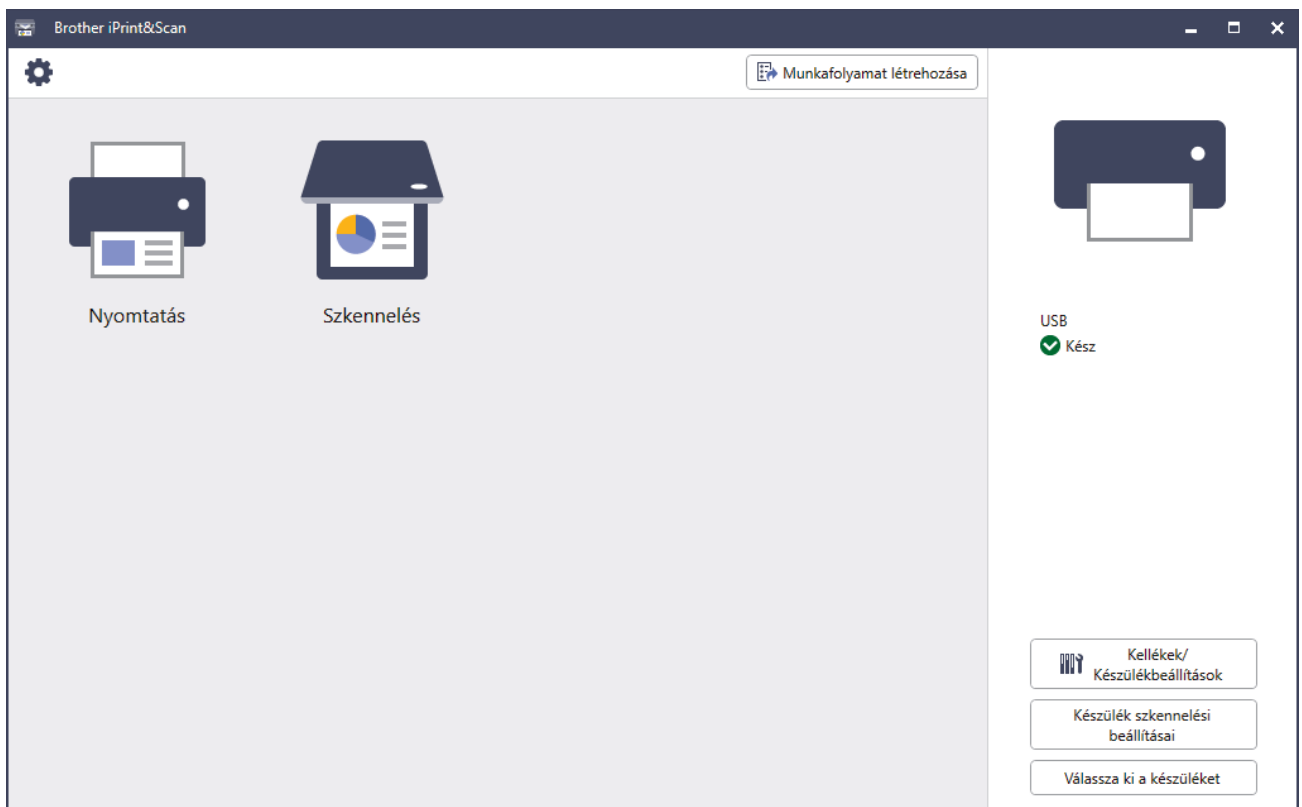 Brother iPrint&Scan
Munkafolyamat létrehozása
Nyomtatás
Szkennelés
USB
Kész
Kellékek/
Készülékbeállítások
Készülék szkennelési
beállításai
Válassza ki a készüléket